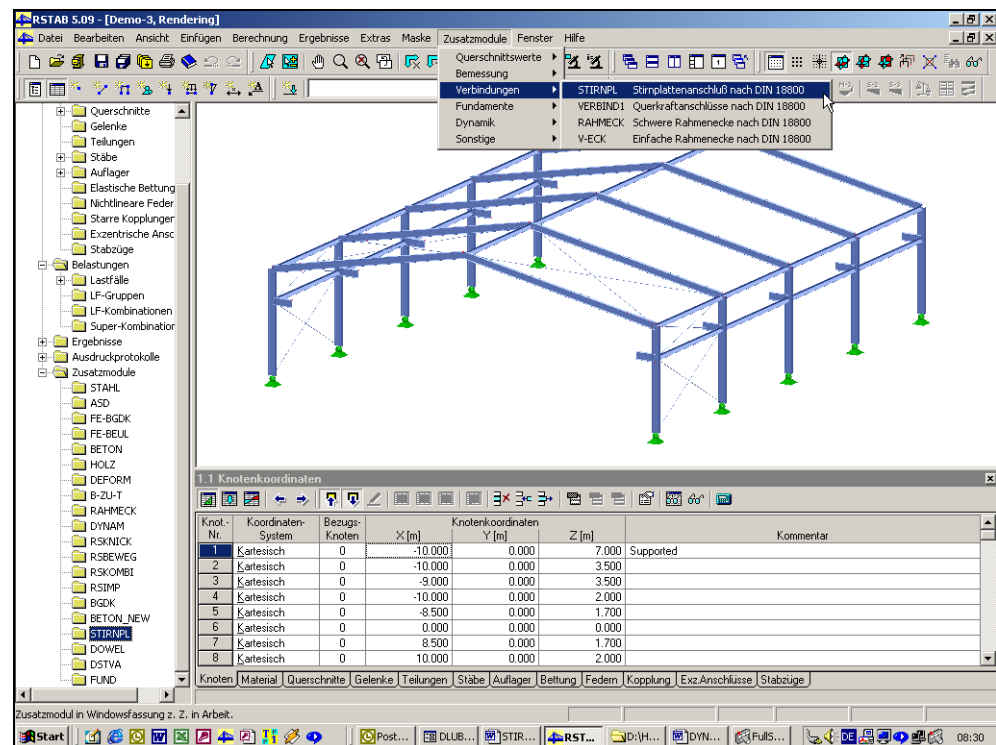 RSTAB 5.09 - [Demo-3, Rendering]
Datei Bearbeiten Ansicht Einfügen Berechnung Ergebnisse Extras Maske Zusatzmodule Fenster Hilfe
Querschnittswerte
Bemessung
Verbindungen
Fundamente
Dynamik
Sonstige
STIRNPL Stirnplattenanschluß nach DIN 18800
VERBIND1 Querkraftanschlüsse nach DIN 18800
RAHMECK Schwere Rahmenecke nach DIN 18800
V-ECK Einfache Rahmenecke nach DIN 18800
Querschnitte
Gelenke
Teilungen
Stäbe
Auflager
Elastische Bettung
Nichtlineare Feder
Starre Kopplunger
Exzentrische Ansc
Stabzüge
Belastungen
Lastfälle
LF-Gruppen
LF-Kombinationen
Super-Kombination
Ergebnisse
Ausdruckprotokolle
Zusatzmodule
STAHL
ASD
FE-BGDK
FE-BEUL
BETON
HOLZ
DEFORM
B-ZU-T
RAHMECK
DYNAM
RSKNICK
RSBEWEG
RSKOMBI
RSIMP
BGDK
BETON_NEW
STIRNPL
DOWEL
DSTVA
FUND
1.1 Knotenkoordinaten
Knot.- Koordinaten- Bezugs- Knotenkoordinaten
Nr. System Knoten X [m] Y [m] Z [m] Kommentar
1 Kartesisch 0 -10.000 0.000 7.000 Supported
2 Kartesisch 0 -10.000 0.000 3.500
3 Kartesisch 0 -9.000 0.000 3.500
4 Kartesisch 0 -10.000 0.000 2.000
5 Kartesisch 0 -8.500 0.000 1.700
6 Kartesisch 0 0.000 0.000 0.000
7 Kartesisch 0 8.500 0.000 1.700
8 Kartesisch 0 10.000 0.000 2.000
Knoten Material Querschnitte Gelenke Teilungen Stäbe Auflager Bettung Federn Kopplung Exz.Anschlüsse Stabzüge
Zusatzmodul in Windowsfassung z. Z. in Arbeit.
Start Post... DLUB... STIR... RST... D:\H... DYN... FullS... DE 08:30